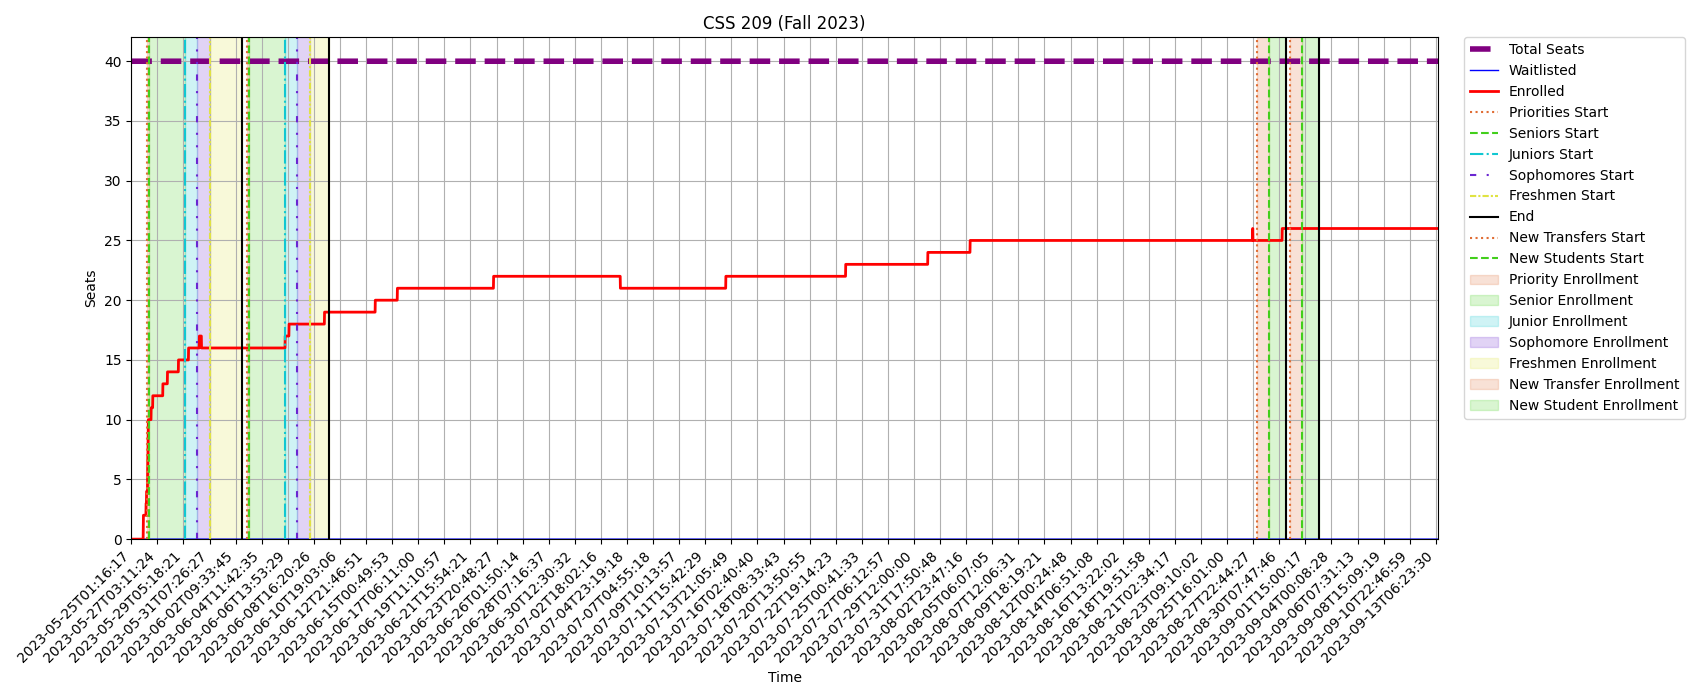 CSS 209 (Fall 2023)
Seats
40
35
30
25
20
15
10
5
0
2023-05-25T01:16:17
2023-05-27T03:11:24
2023-05-29T05:18:21
2023-05-31T07:26:27
2023-06-02T09:33:45
2023-06-04T11:42:35
2023-06-06T13:53:29
2023-06-08T16:20:26
2023-06-10T19:03:06
2023-06-12T21:46:51
2023-06-15T00:49:53
2023-06-17T06:11:00
2023-06-19T11:10:57
2023-06-21T15:54:21
2023-06-23T20:48:27
2023-06-26T01:50:14
2023-06-28T07:16:37
2023-06-30T12:30:32
2023-07-02T18:02:16
2023-07-04T23:19:18
2023-07-07T04:55:18
2023-07-09T10:13:57
2023-07-11T15:42:29
2023-07-13T21:05:49
2023-07-16T02:40:40
2023-07-18T08:33:43
2023-07-20T13:50:55
2023-07-22T19:14:23
2023-07-25T00:41:33
2023-07-27T06:12:57
2023-07-29T12:00:00
2023-07-31T17:50:48
2023-08-02T23:47:16
2023-08-05T06:07:05
2023-08-07T12:06:31
2023-08-09T18:19:21
2023-08-12T00:24:48
2023-08-14T06:51:08
2023-08-16T13:22:02
2023-08-18T19:51:58
2023-08-21T02:34:17
2023-08-23T09:10:02
2023-08-25T16:01:00
2023-08-27T22:44:27
2023-08-30T07:47:46
2023-09-01T15:00:17
2023-09-04T00:08:28
2023-09-06T07:31:13
2023-09-08T15:09:19
2023-09-10T22:46:59
2023-09-13T06:23:30
Time
Total Seats
Waitlisted
Enrolled
Priorities Start
Seniors Start
Juniors Start
Sophomores Start
Freshmen Start
End
New Transfers Start
New Students Start
Priority Enrollment
Senior Enrollment
Junior Enrollment
Sophomore Enrollment
Freshmen Enrollment
New Transfer Enrollment
New Student Enrollment